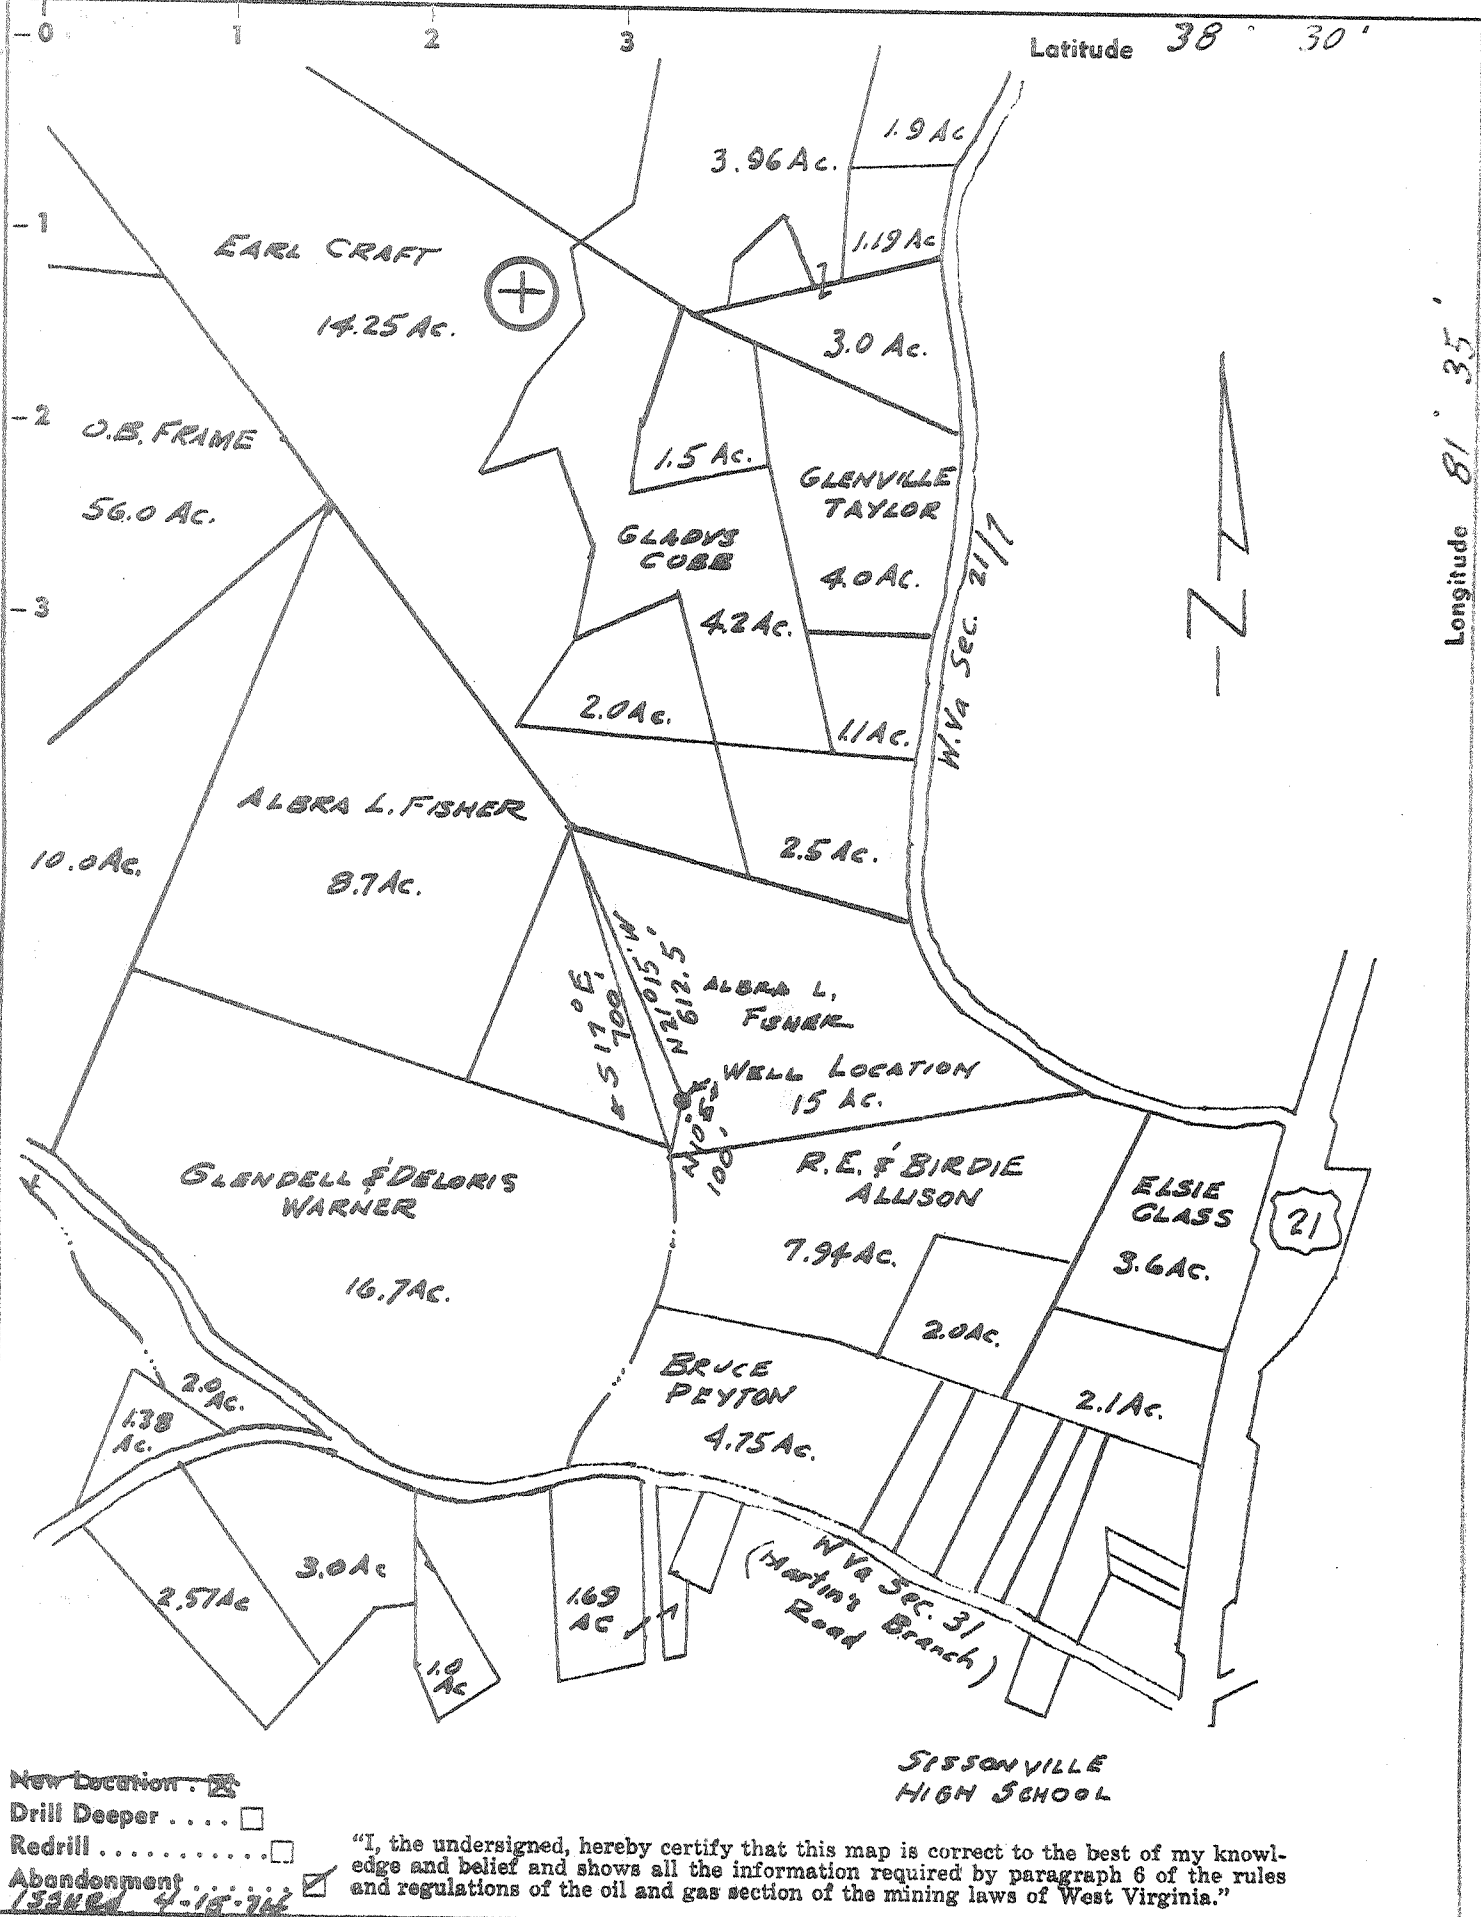 0 1 2 3
Latitude 38° 30'
1
2
3
Longitude 81° 35'
1.9 Ac
3.96 Ac.
1.19 Ac
EARL CRAFT
14.25 Ac.
3.0 Ac.
O.B. FRAME
56.0 Ac.
1.5 Ac.
GLENVILLE
TAYLOR
4.0 Ac.
GLADYS
COBB
4.2 Ac.
W.Va Sec. 21/7
N
2.0 Ac.
1.1 Ac.
ALBRA L. FISHER
8.7 Ac.
10.0 Ac.
2.5 Ac.
S 17° E
700'
N 21° 15' W
612.5'
ALBRA L.
FISHER
WELL LOCATION
15 Ac.
100'
GLENDELL & DELORIS
WARNER
16.7 Ac.
R.E. & BIRDIE
ALLISON
7.94 Ac.
ELSIE
GLASS
3.6 Ac.
21
2.0 Ac.
BRUCE
PEYTON
4.75 Ac.
2.1 Ac.
2.0
Ac.
1.38
Ac.
2.57 Ac
3.0 Ac
1.0
Ac
1.69
AC
W Va Sec. 31
(Martin's Branch)
Road
SISSONVILLE
HIGH SCHOOL
New Location .
Drill Deeper ....
Redrill ............
Abandonment .......
ISSUED 4-15-74
"I, the undersigned, hereby certify that this map is correct to the best of my knowl-
edge and belief and shows all the information required by paragraph 6 of the rules
and regulations of the oil and gas section of the mining laws of West Virginia."